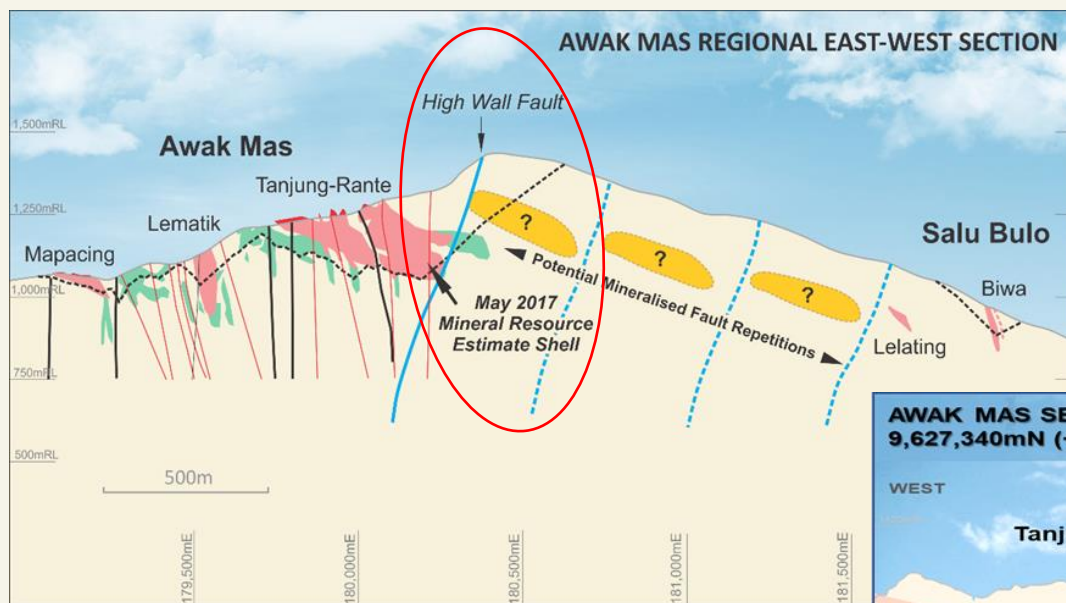 AWAK MAS REGIONAL EAST-WEST SECTION
High Wall Fault
1,500mRL
Awak Mas
Tanjung-Rante
1,250mRL
Lematik
Mapacing
Salu Bulo
?
?
?
Potential Mineralised Fault Repetitions
Biwa
1,000mRL
May 2017
Mineral Resource
Estimate Shell
Lelating
750mRL
500mRL
500m
179,500mE
180,000mE
180,500mE
181,000mE
181,500mE
AWAK MAS SE
9,627,340mN (
WEST
Tanj